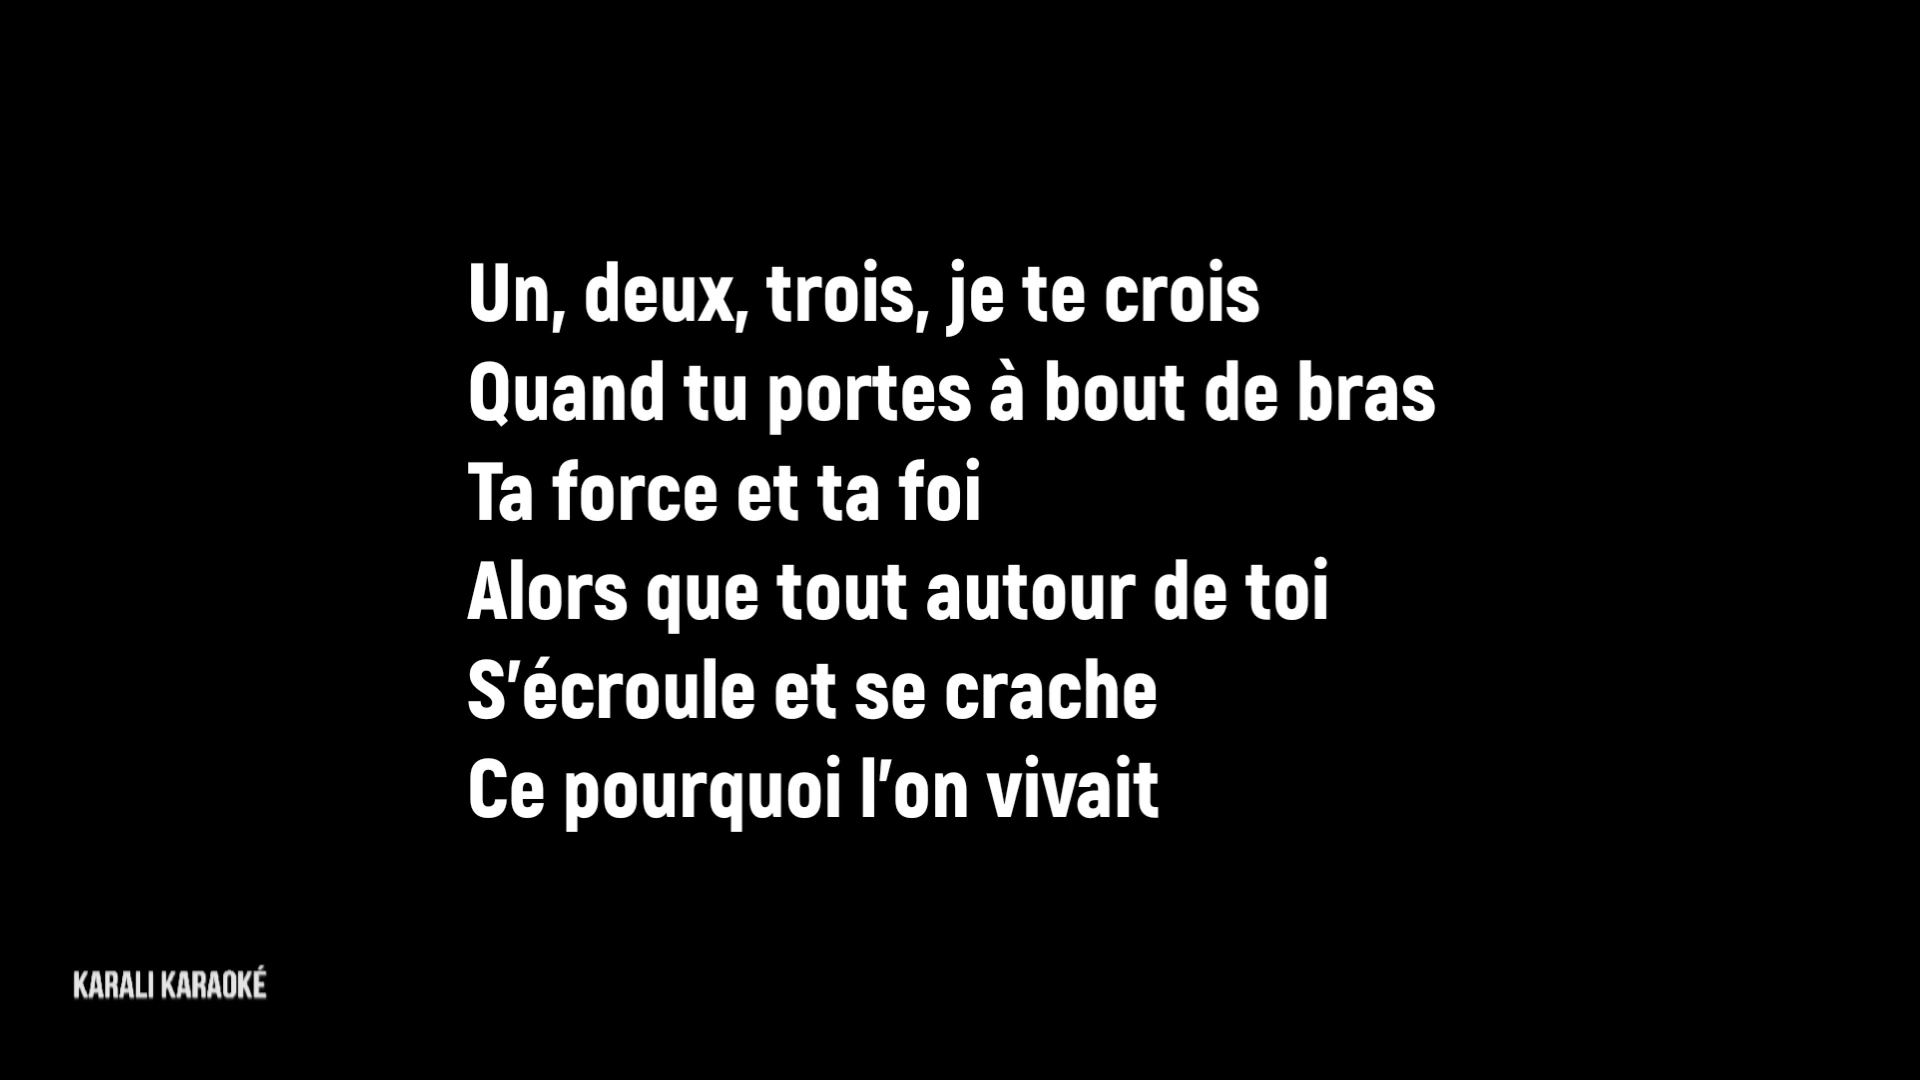 Un, deux, trois, je te crois
Quand tu portes à bout de bras
Ta force et ta foi
Alors que tout autour de toi
S'écroule et se crache
Ce pourquoi l'on vivait
KARALI KARAOKÉ